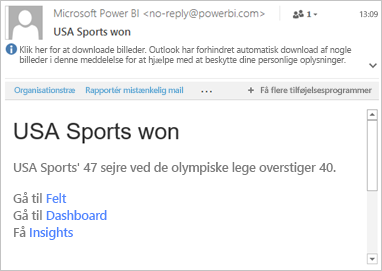 Microsoft Power BI <no-reply@powerbi.com>
1
13:09
USA Sports won
Klik her for at downloade billeder. Outlook har forhindret automatisk download af nogle
billeder i denne meddelelse for at hjælpe med at beskytte dine personlige oplysninger.
Organisationstræ Rapportér mistænkelig mail ... + Få flere tilføjelsesprogrammer
USA Sports won
USA Sports' 47 sejre ved de olympiske lege overstiger 40.
Gå til Felt
Gå til Dashboard
Få Insights